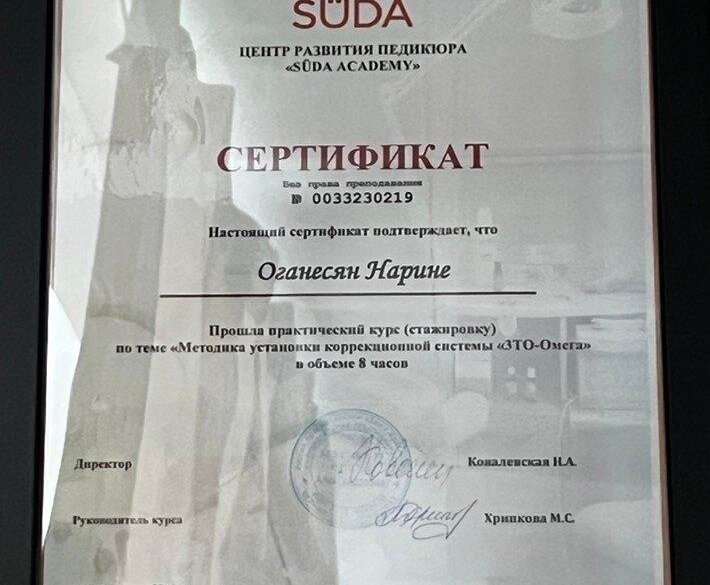 SÜDA
ЦЕНТР РАЗВИТИЯ ПЕДИКЮРА
«SÜDA ACADEMY»
СЕРТИФИКАТ
Без права преподавания
№ 0033230219
Настоящий сертификат подтверждает, что
Оганесян Нарине
Прошла практический курс (стажировку)
по теме «Методика установки коррекционной системы «ЗТО-Омега»
в объеме 8 часов
Директор
Ковалевская Н.А.
Руководитель курса
Хрипкова М.С.